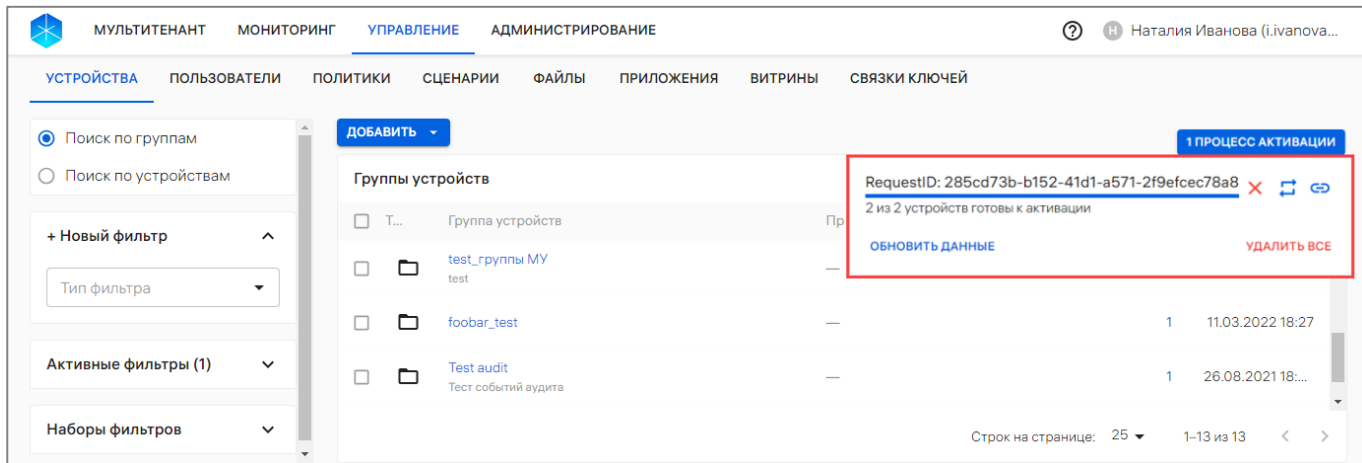 МУЛЬТИТЕНАНТ МОНИТОРИНГ УПРАВЛЕНИЕ АДМИНИСТРИРОВАНИЕ ? Н Наталия Иванова (i.ivanova...
УСТРОЙСТВА ПОЛЬЗОВАТЕЛИ ПОЛИТИКИ СЦЕНАРИИ ФАЙЛЫ ПРИЛОЖЕНИЯ ВИТРИНЫ СВЯЗКИ КЛЮЧЕЙ
Поиск по группам
Поиск по устройствам
+ Новый фильтр
Тип фильтра
Активные фильтры (1)
Наборы фильтров
ДОБАВИТЬ
1 ПРОЦЕСС АКТИВАЦИИ
Группы устройств
RequestID: 285cd73b-b152-41d1-a571-2f9efcec78a8
2 из 2 устройств готовы к активации
ОБНОВИТЬ ДАННЫЕ УДАЛИТЬ ВСЕ
Т... Группа устройств Пр
test_группы МУ —
test
foobar_test — 1 11.03.2022 18:27
Test audit — 1 26.08.2021 18:...
Тест событий аудита
Строк на странице: 25 1–13 из 13